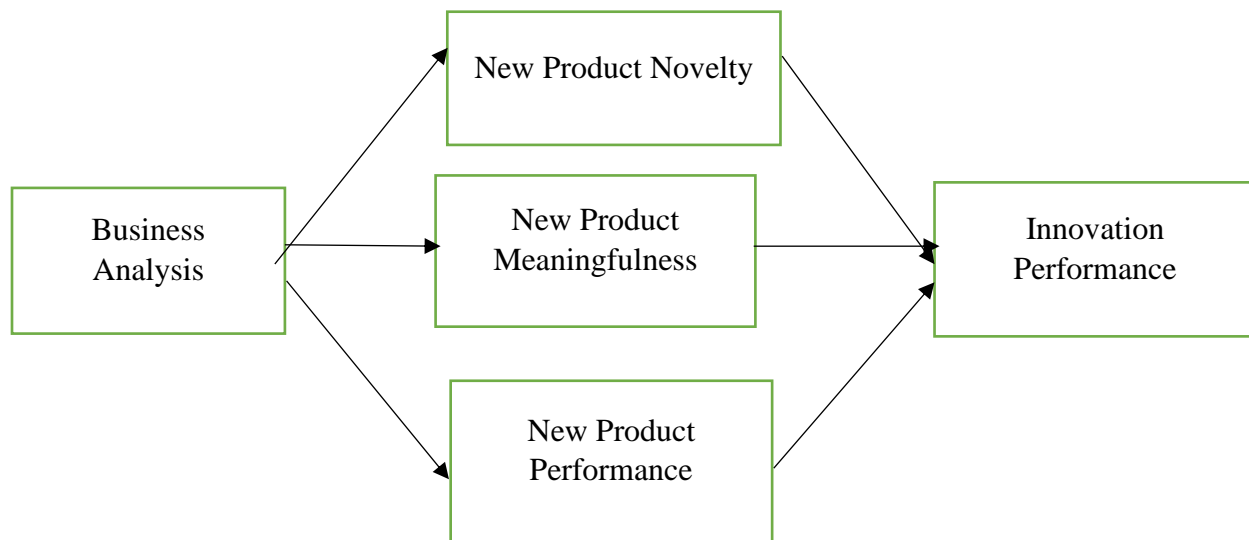 New Product Novelty
Business
Analysis
New Product
Meaningfulness
Innovation
Performance
New Product
Performance